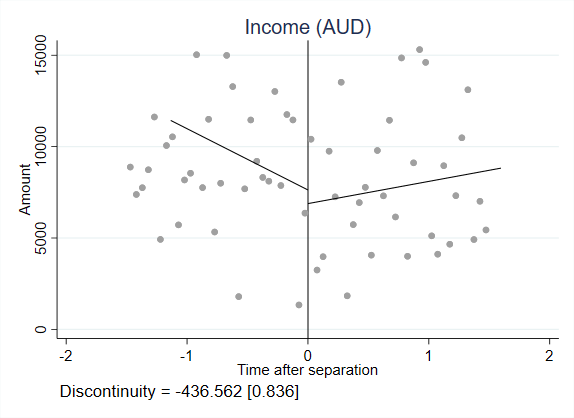 Income (AUD)
15000
10000
5000
0
Amount
-2 -1 0 1 2
Time after separation
Discontinuity = -436.562 [0.836]